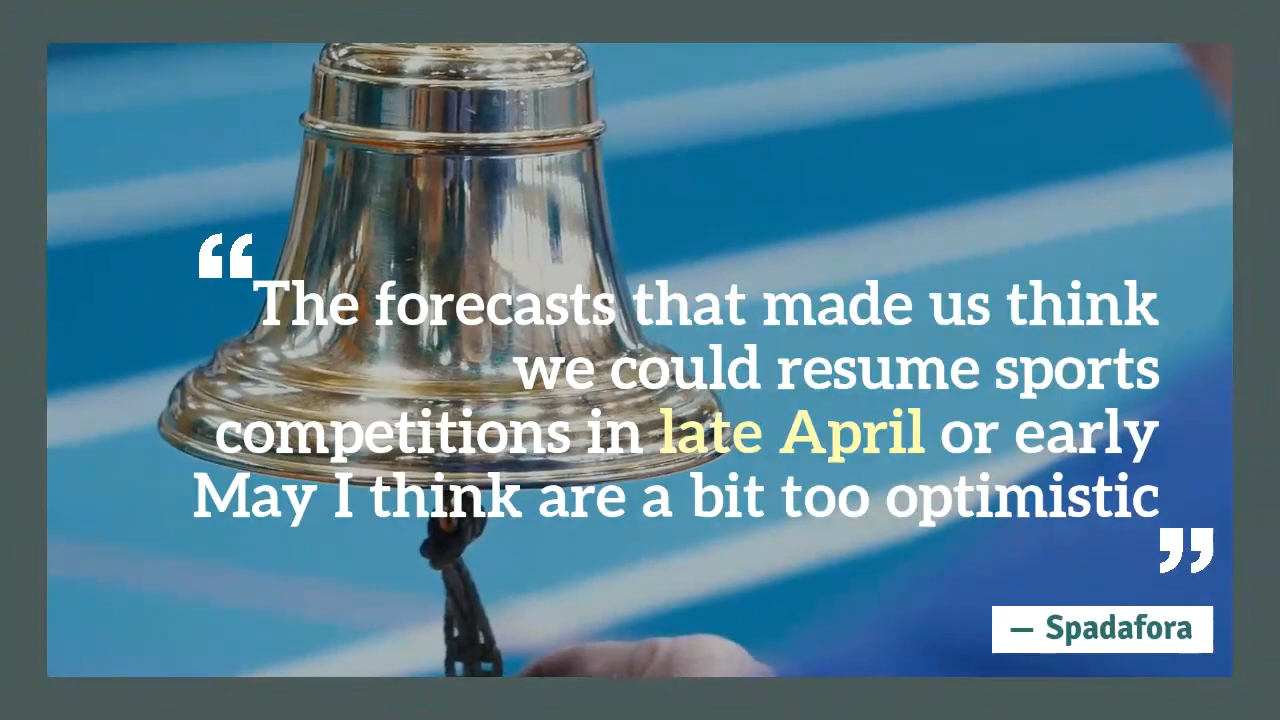 “The forecasts that made us think
we could resume sports
competitions in late April or early
May I think are a bit too optimistic
”
— Spadafora